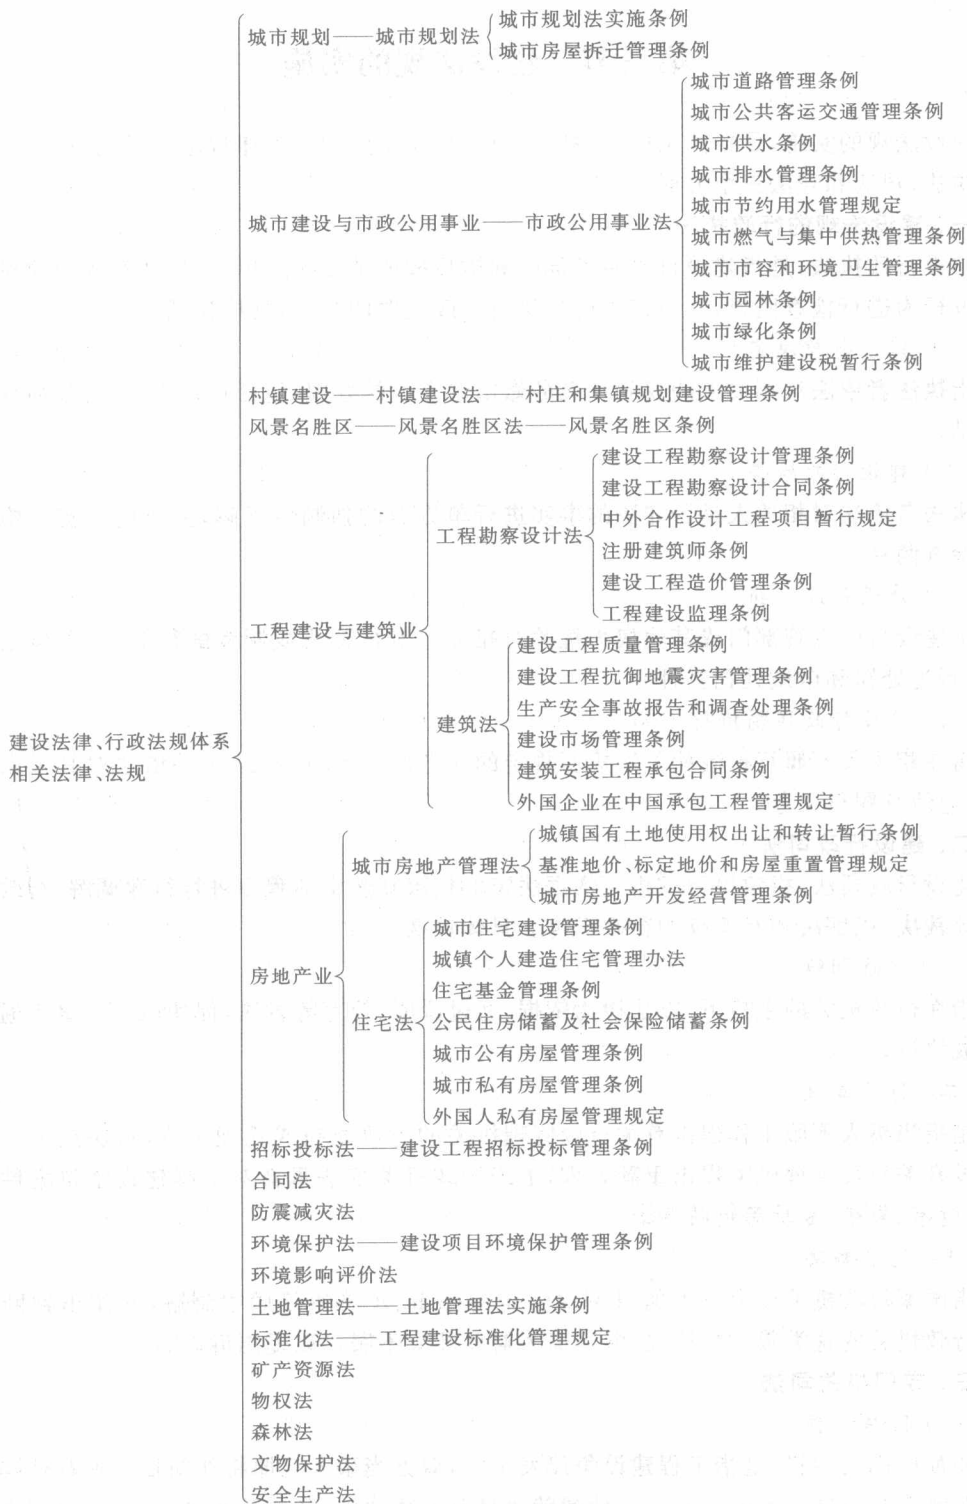 城市规划——城市规划法
城市规划法实施条例
城市房屋拆迁管理条例
城市建设与市政公用事业——市政公用事业法
城市道路管理条例
城市公共客运交通管理条例
城市供水条例
城市排水管理条例
城市节约用水管理规定
城市燃气与集中供热管理条例
城市市容和环境卫生管理条例
城市园林条例
城市绿化条例
城市维护建设税暂行条例
村镇建设——村镇建设法——村庄和集镇规划建设管理条例
风景名胜区——风景名胜区法——风景名胜区条例
工程建设与建筑业
工程勘察设计法
建设工程勘察设计管理条例
建设工程勘察设计合同条例
中外合作设计工程项目暂行规定
注册建筑师条例
建设工程造价管理条例
工程建设监理条例
建筑法
建设工程质量管理条例
建设工程抗御地震灾害管理条例
生产安全事故报告和调查处理条例
建设市场管理条例
建筑安装工程承包合同条例
外国企业在中国承包工程管理规定
建设法律、行政法规体系
相关法律、法规
房地产业
城市房地产管理法
城镇国有土地使用权出让和转让暂行条例
基准地价、标定地价和房屋重置管理规定
城市房地产开发经营管理条例
住宅法
城市住宅建设管理条例
城镇个人建造住宅管理办法
住宅基金管理条例
公民住房储蓄及社会保险储蓄条例
城市公有房屋管理条例
城市私有房屋管理条例
外国人私有房屋管理规定
招标投标法——建设工程招标投标管理条例
合同法
防震减灾法
环境保护法——建设项目环境保护管理条例
环境影响评价法
土地管理法——土地管理法实施条例
标准化法——工程建设标准化管理规定
矿产资源法
物权法
森林法
文物保护法
安全生产法